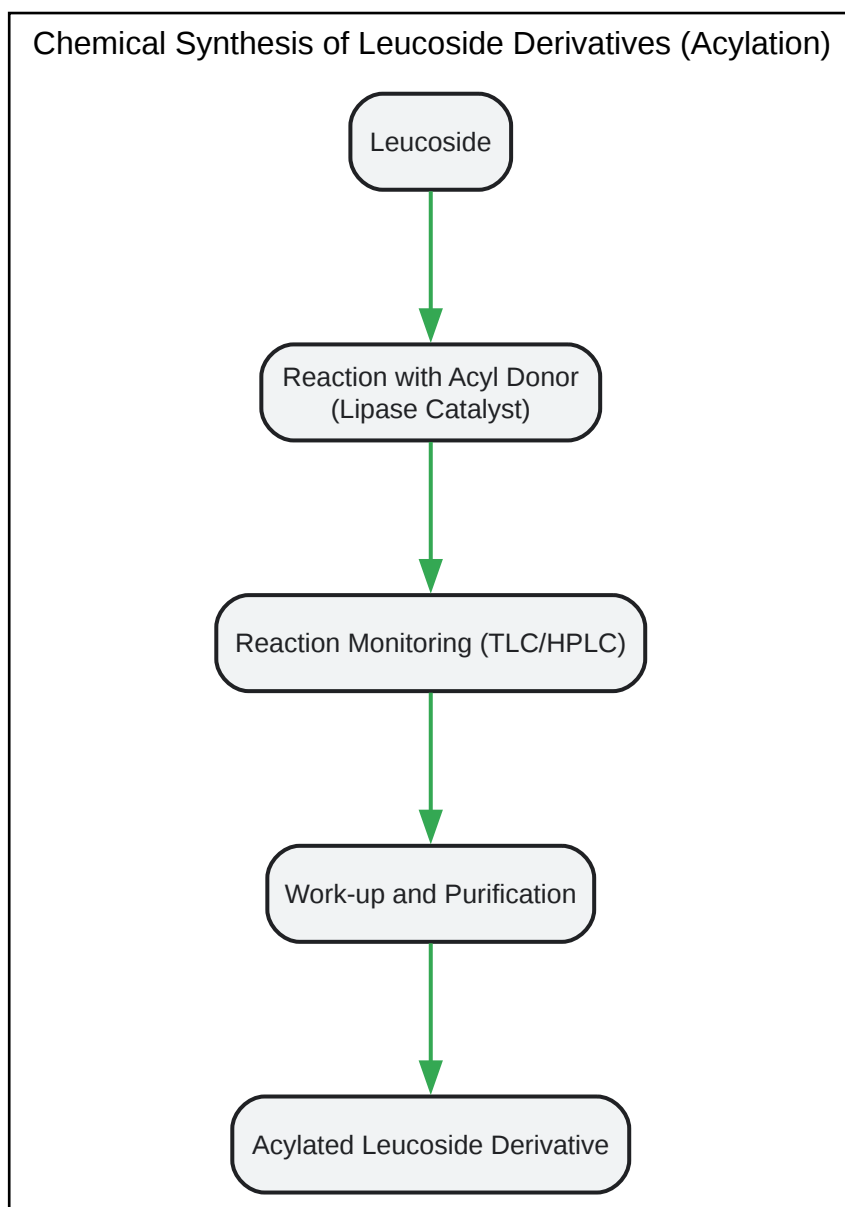 Chemical Synthesis of Leucoside Derivatives (Acylation)
Leucoside
Reaction with Acyl Donor
(Lipase Catalyst)
Reaction Monitoring (TLC/HPLC)
Work-up and Purification
Acylated Leucoside Derivative